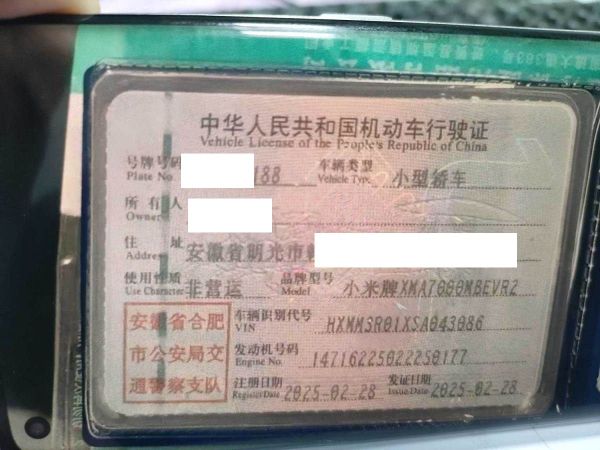 中华人民共和国机动车行驶证
Vehicle License of the People's Republic of China
号牌号码 188 车辆类型 小型轿车
Plate No. Vehicle Type
所有人
Owner
住址 安徽省明光市
Address
使用性质 非营运 品牌型号 小米牌XMA7000MBEVR2
Use Character Model
安徽省合肥
市公安局交
通警察支队
车辆识别代号 HXMM3R01XSA043086
VIN
发动机号码 14716225022250177
Engine No.
注册日期 2025-02-28 发证日期 2025-02-28
Register Date Issue Date